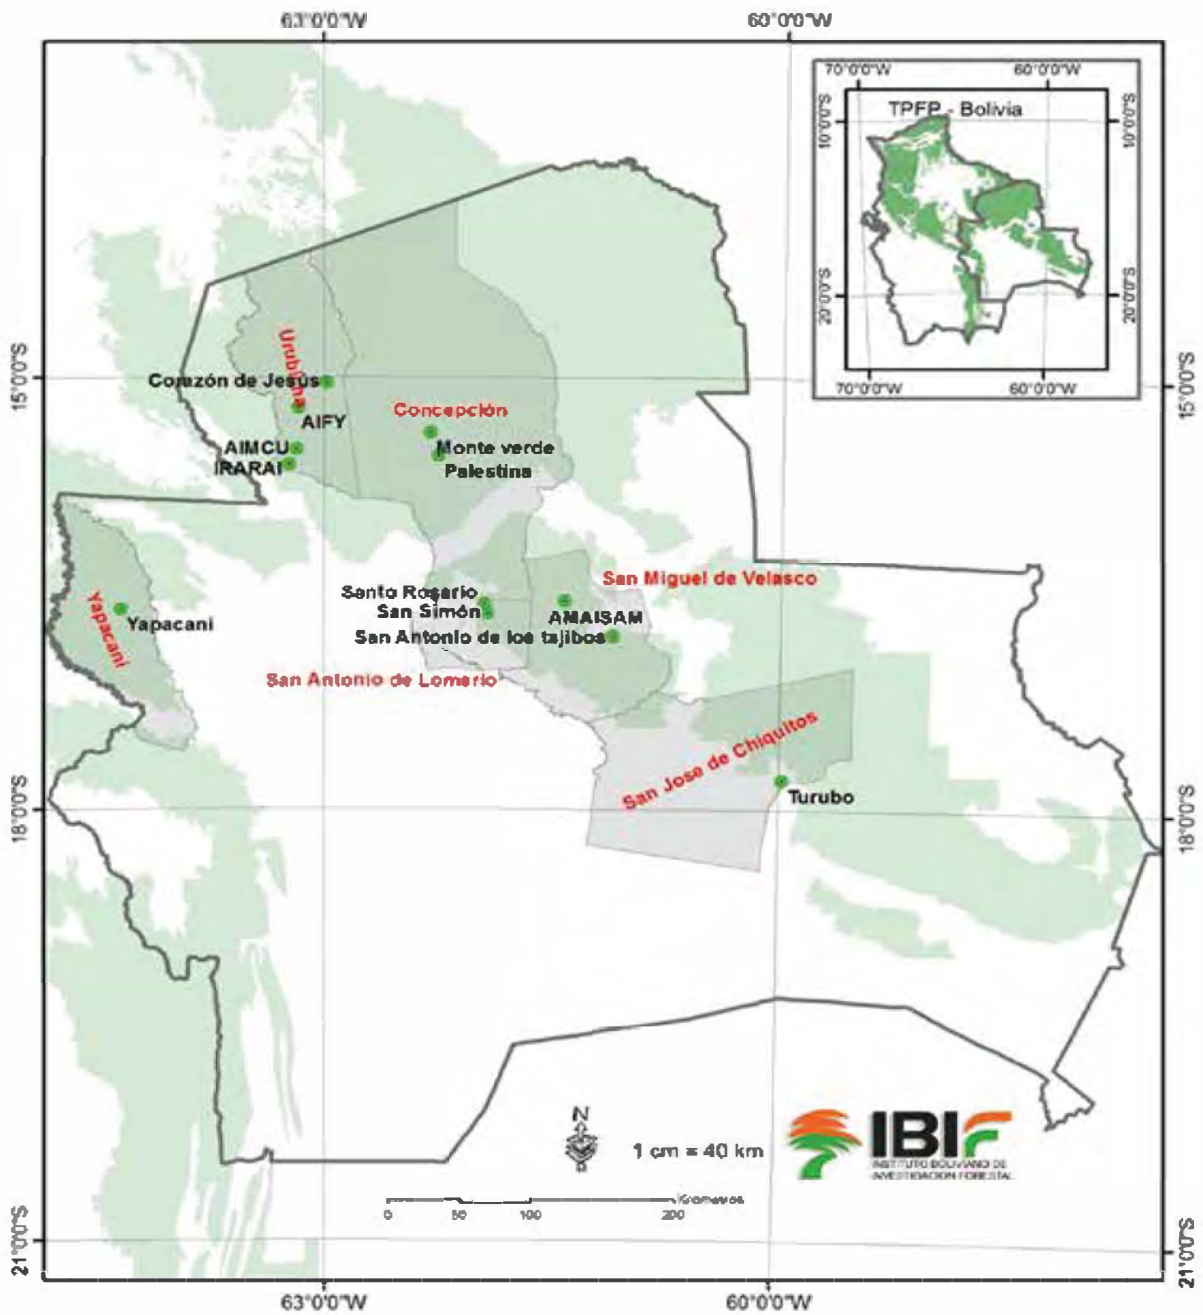 63°0'0"W 60°0'0"W
70°0'0"W 60°0'0"W
TPFP - Bolivia
10°0'0"S 10°0'0"S
20°0'0"S 20°0'0"S
70°0'0"W 60°0'0"W
15°0'0"S 15°0'0"S
Corazón de Jesús
AIFY
Concepción
AIMCU
IRARAI
Monte verde
Palestina
San Miguel de Velasco
Santo Rosario
San Simón
AMAISAM
San Antonio de los tajibos
Yapacaní
Yapacaní
San Antonio de Lomerio
San Jose de Chiquitos
Turubo
18°0'0"S 18°0'0"S
N
1 cm = 40 km
IBIF
INSTITUTO BOLIVIANO DE
INVESTIGACIÓN FORESTAL
0 50 100 200
21°0'0"S 21°0'0"S
63°0'0"W 60°0'0"W